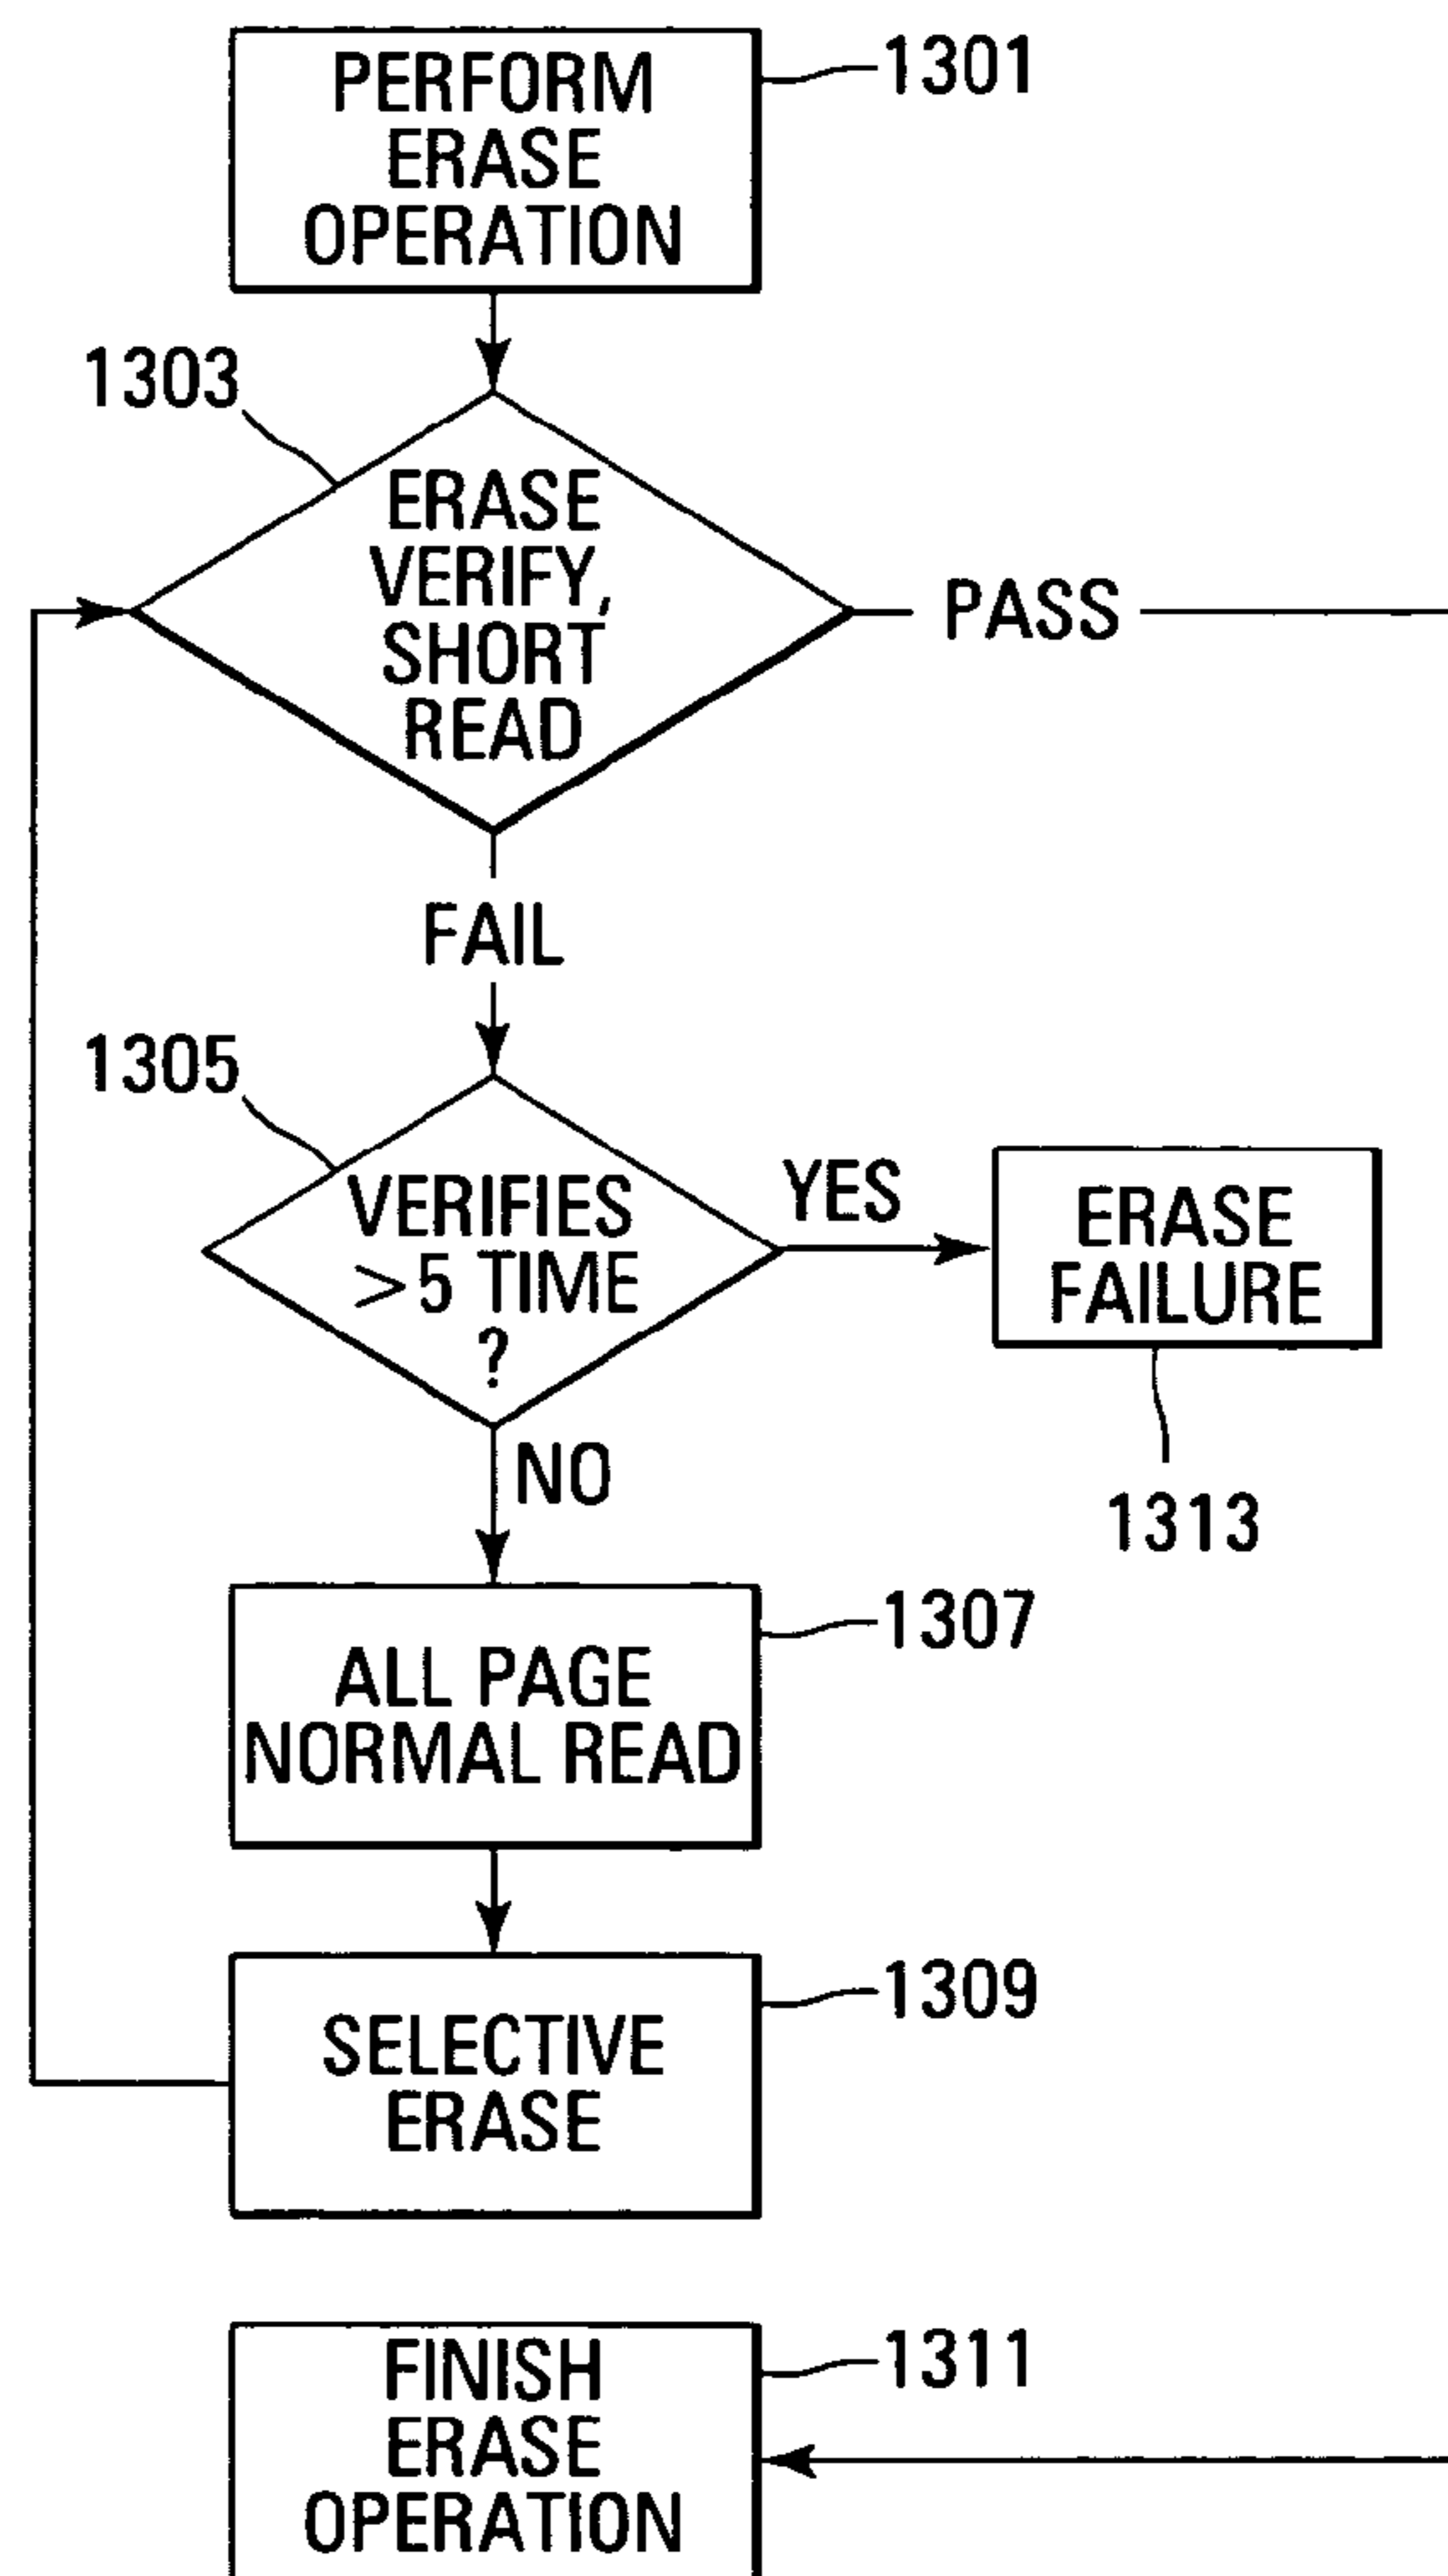 PERFORM
ERASE
OPERATION
1301
1303
ERASE
VERIFY,
SHORT
READ
PASS
FAIL
1305
VERIFIES
>5 TIME
?
YES
ERASE
FAILURE
1313
NO
ALL PAGE
NORMAL READ
1307
SELECTIVE
ERASE
1309
FINISH
ERASE
OPERATION
1311